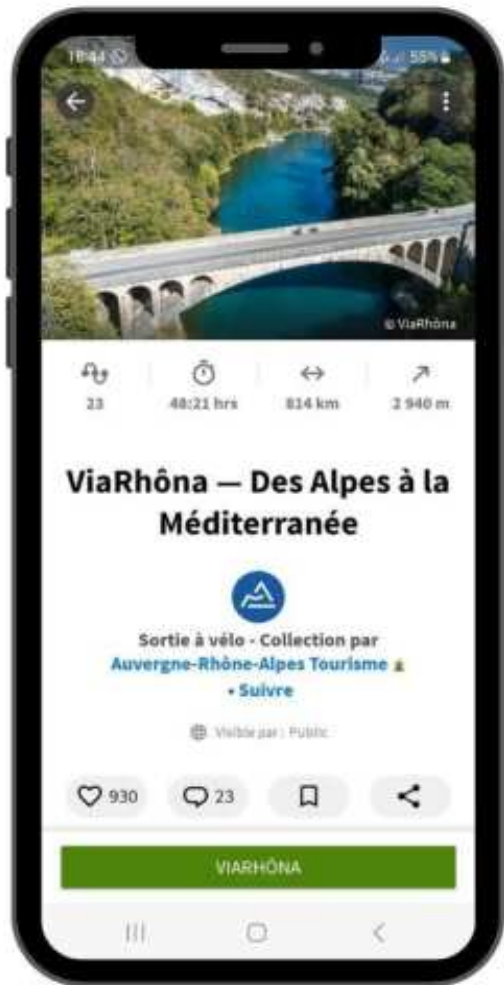 18:44
55%
© ViaRhôna
23
48:21 hrs
814 km
2 940 m
ViaRhôna — Des Alpes à la
Méditerranée
Sortie à vélo - Collection par
Auvergne-Rhône-Alpes Tourisme
• Suivre
Visible par : Public
930
23
VIARHÔNA